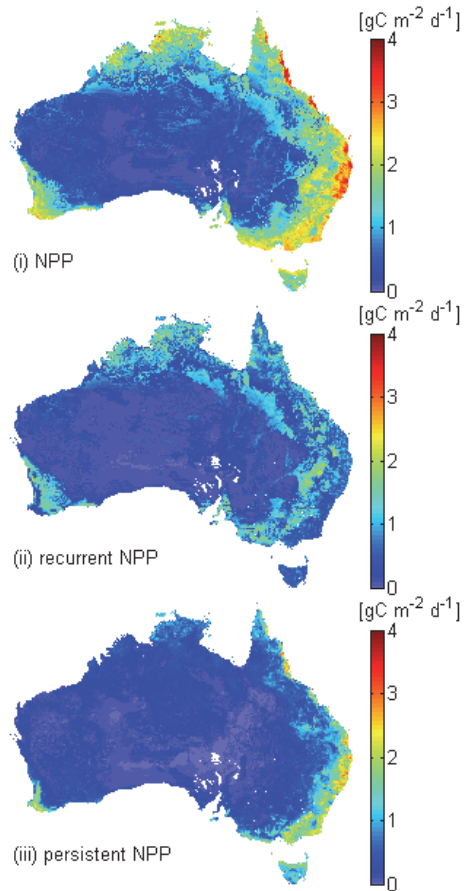 [gC m-2 d-1]
4
3
2
1
0
(i) NPP
[gC m-2 d-1]
4
3
2
1
0
(ii) recurrent NPP
[gC m-2 d-1]
4
3
2
1
0
(iii) persistent NPP